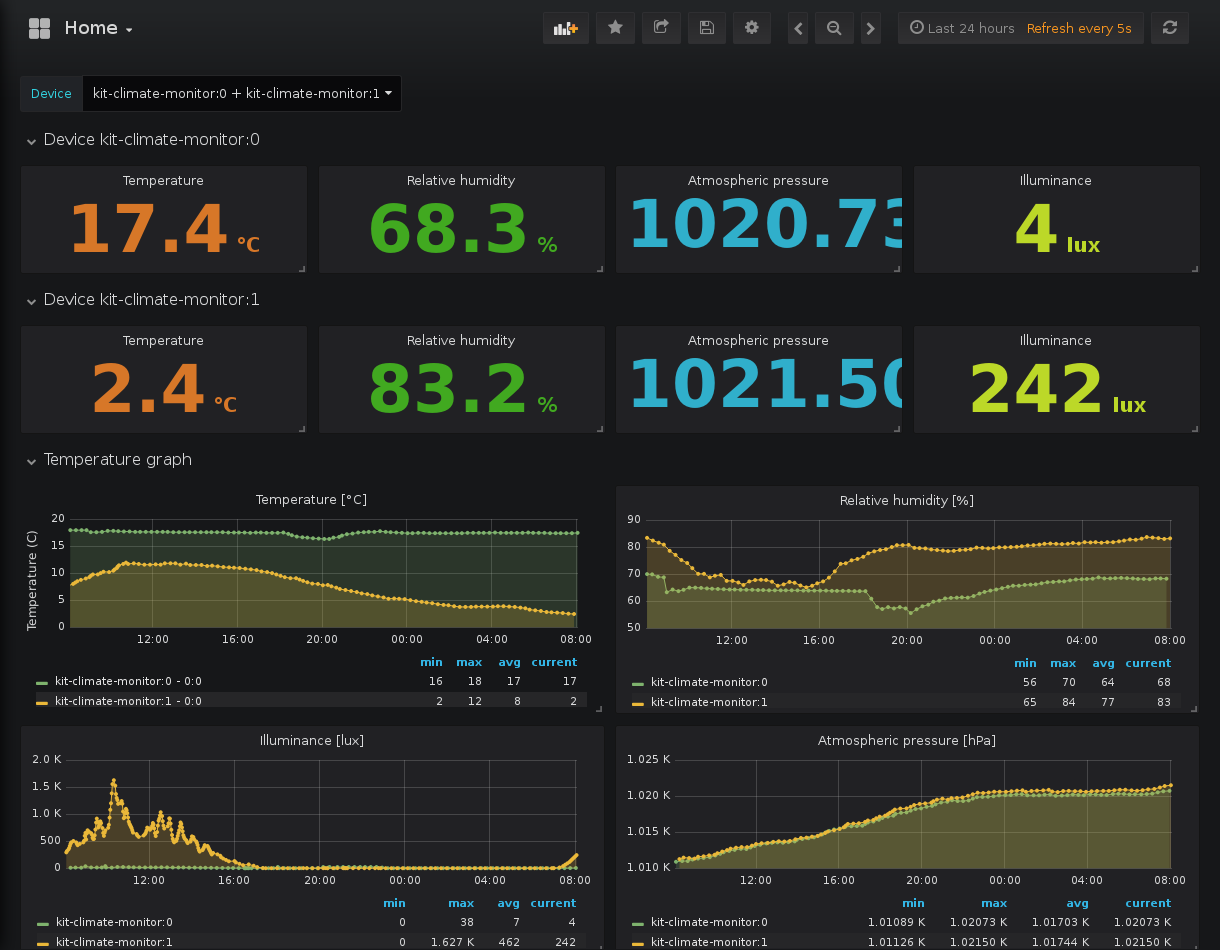 Home
Last 24 hours Refresh every 5s
Device kit-climate-monitor:0 + kit-climate-monitor:1
Device kit-climate-monitor:0
Temperature Relative humidity Atmospheric pressure Illuminance
17.4 °C 68.3 % 1020.73 4 lux
Device kit-climate-monitor:1
Temperature Relative humidity Atmospheric pressure Illuminance
2.4 °C 83.2 % 1021.50 242 lux
Temperature graph
Temperature [°C]
Temperature (C)
20
15
10
5
0
12:00 16:00 20:00 00:00 04:00 08:00
min max avg current
kit-climate-monitor:0 - 0:0 16 18 17 17
kit-climate-monitor:1 - 0:0 2 12 8 2
Relative humidity [%]
90
80
70
60
50
12:00 16:00 20:00 00:00 04:00 08:00
min max avg current
kit-climate-monitor:0 56 70 64 68
kit-climate-monitor:1 65 84 77 83
Illuminance [lux]
2.0 K
1.5 K
1.0 K
500
0
12:00 16:00 20:00 00:00 04:00 08:00
min max avg current
kit-climate-monitor:0 0 38 7 4
kit-climate-monitor:1 0 1.627 K 462 242
Atmospheric pressure [hPa]
1.025 K
1.020 K
1.015 K
1.010 K
12:00 16:00 20:00 00:00 04:00 08:00
min max avg current
kit-climate-monitor:0 1.01089 K 1.02073 K 1.01703 K 1.02073 K
kit-climate-monitor:1 1.01126 K 1.02150 K 1.01744 K 1.02150 K